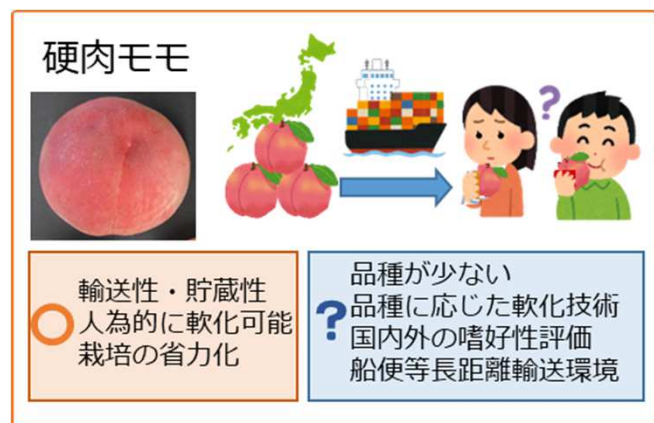 硬肉モモ
?
輸送性・貯蔵性
人為的に軟化可能
栽培の省力化
?
品種が少ない
品種に応じた軟化技術
国内外の嗜好性評価
船便等長距離輸送環境